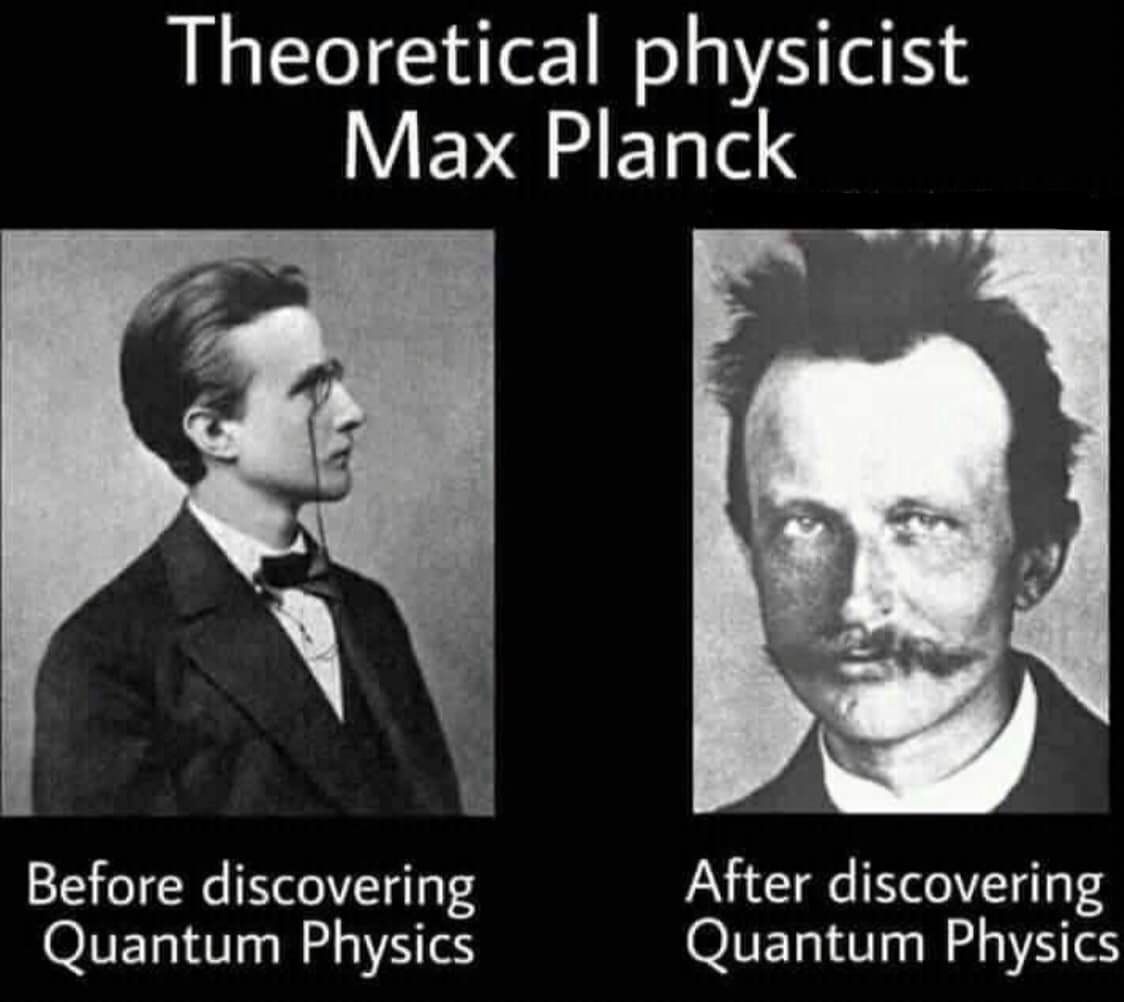 Theoretical physicist
Max Planck
Before discovering
Quantum Physics
After discovering
Quantum Physics